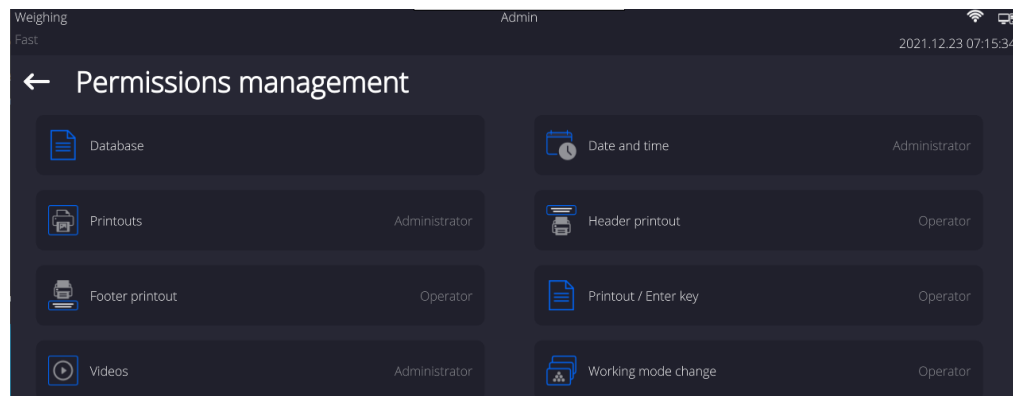 Weighing Admin
Fast 2021.12.23 07:15:34
Permissions management
Database
Date and time Administrator
Printouts Administrator
Header printout Operator
Footer printout Operator
Printout / Enter key Operator
Videos Administrator
Working mode change Operator